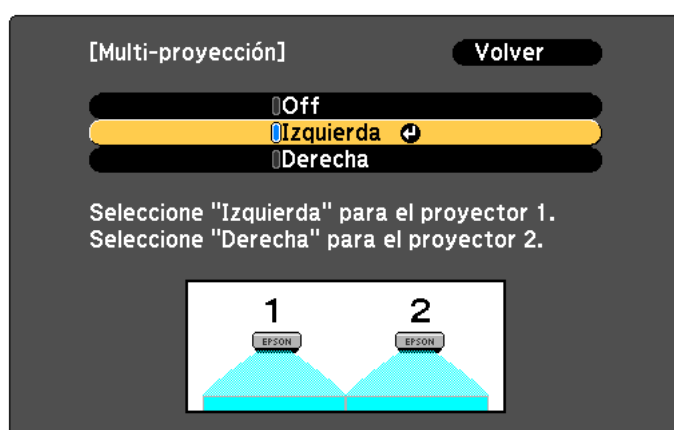 [Multi-proyección]
Volver
Off
Izquierda
Derecha
Seleccione "Izquierda" para el proyector 1.
Seleccione "Derecha" para el proyector 2.
1 2
EPSON EPSON